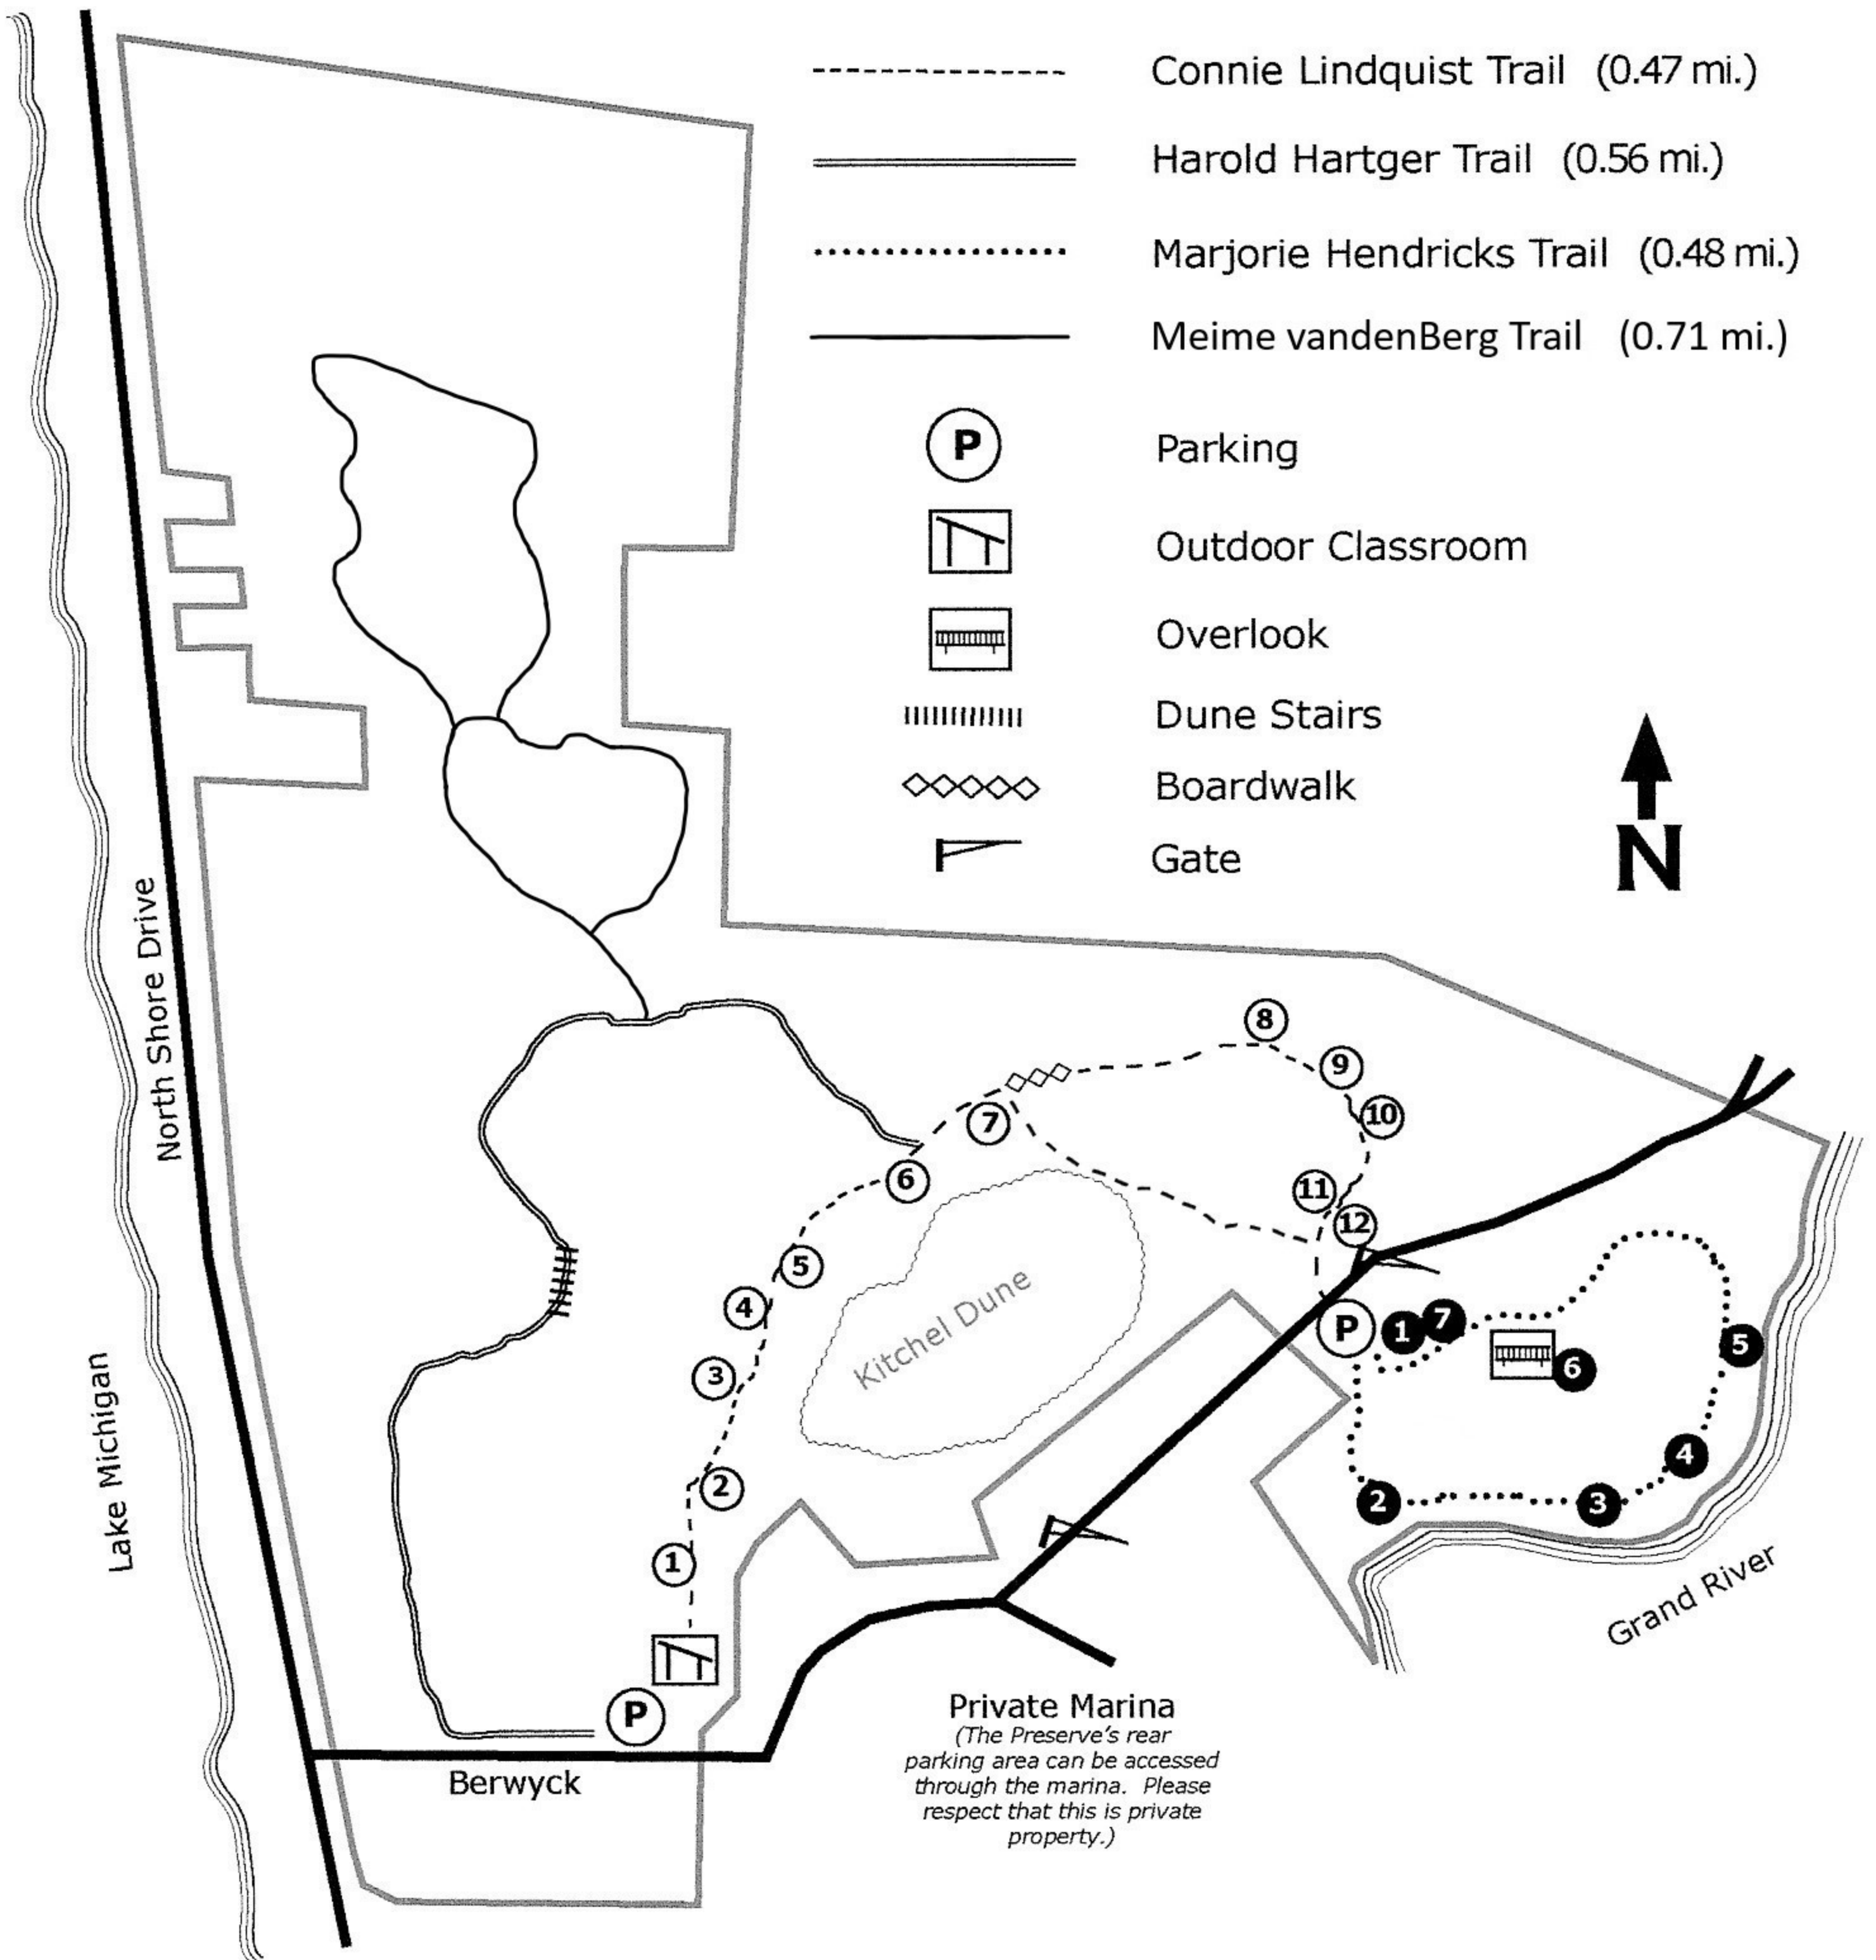 Connie Lindquist Trail (0.47 mi.)
Harold Hartger Trail (0.56 mi.)
Marjorie Hendricks Trail (0.48 mi.)
Meime vandenBerg Trail (0.71 mi.)
P Parking
Outdoor Classroom
Overlook
Dune Stairs
Boardwalk
Gate
N
North Shore Drive
Lake Michigan
8
9
10
7
6
11
12
5
4
3
2
1
Kitchel Dune
P
1
7
5
6
4
2
3
Grand River
P
Berwyck
Private Marina
(The Preserve's rear
parking area can be accessed
through the marina. Please
respect that this is private
property.)